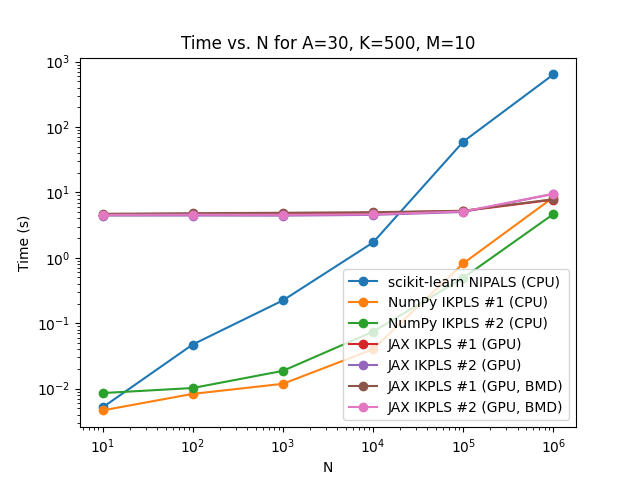 Time vs. N for A=30, K=500, M=10
Time (s)
10³
10²
10¹
10⁰
10⁻¹
10⁻²
scikit-learn NIPALS (CPU)
NumPy IKPLS #1 (CPU)
NumPy IKPLS #2 (CPU)
JAX IKPLS #1 (GPU)
JAX IKPLS #2 (GPU)
JAX IKPLS #1 (GPU, BMD)
JAX IKPLS #2 (GPU, BMD)
10¹ 10² 10³ 10⁴ 10⁵ 10⁶
N